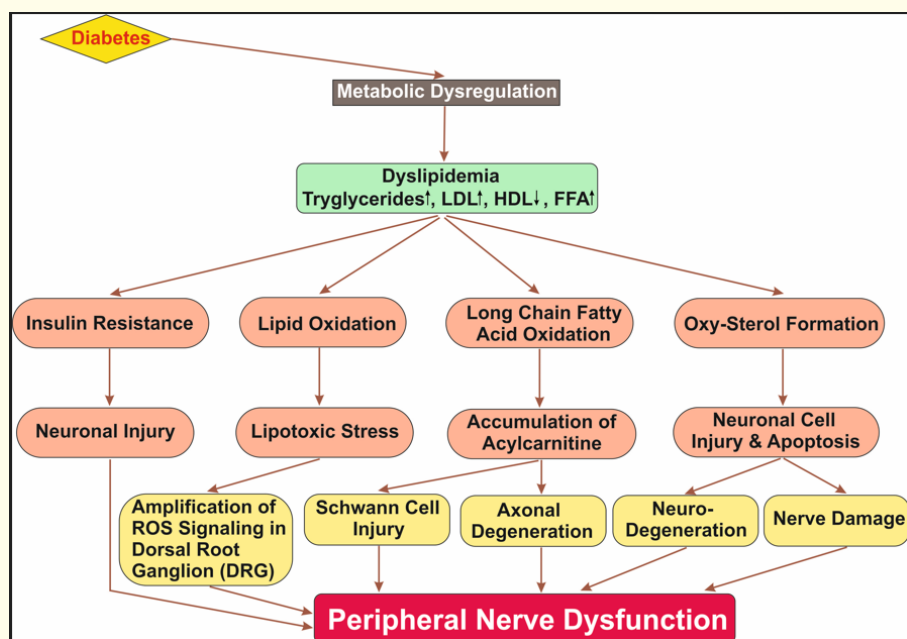 Diabetes
Metabolic Dysregulation
Dyslipidemia
Tryglycerides↑, LDL↑, HDL↓, FFA↑
Insulin Resistance
Lipid Oxidation
Long Chain Fatty
Acid Oxidation
Oxy-Sterol Formation
Neuronal Injury
Lipotoxic Stress
Accumulation of
Acylcarnitine
Neuronal Cell
Injury & Apoptosis
Amplification of
ROS Signaling in
Dorsal Root
Ganglion (DRG)
Schwann Cell
Injury
Axonal
Degeneration
Neuro-
Degeneration
Nerve Damage
Peripheral Nerve Dysfunction